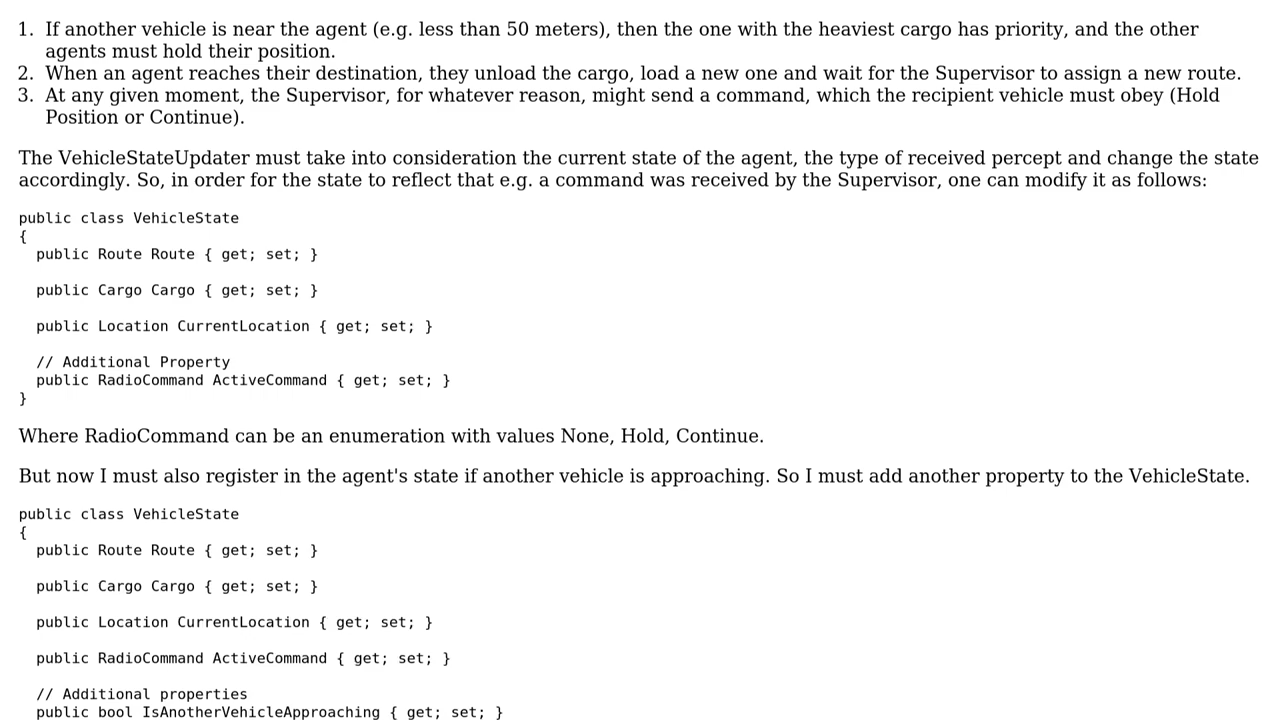 1. If another vehicle is near the agent (e.g. less than 50 meters), then the one with the heaviest cargo has priority, and the other
agents must hold their position.
2. When an agent reaches their destination, they unload the cargo, load a new one and wait for the Supervisor to assign a new route.
3. At any given moment, the Supervisor, for whatever reason, might send a command, which the recipient vehicle must obey (Hold
Position or Continue).
The VehicleStateUpdater must take into consideration the current state of the agent, the type of received percept and change the state
accordingly. So, in order for the state to reflect that e.g. a command was received by the Supervisor, one can modify it as follows:
public class VehicleState
{
  public Route Route { get; set; }
  public Cargo Cargo { get; set; }
  public Location CurrentLocation { get; set; }
  // Additional Property
  public RadioCommand ActiveCommand { get; set; }
}
Where RadioCommand can be an enumeration with values None, Hold, Continue.
But now I must also register in the agent's state if another vehicle is approaching. So I must add another property to the VehicleState.
public class VehicleState
{
  public Route Route { get; set; }
  public Cargo Cargo { get; set; }
  public Location CurrentLocation { get; set; }
  public RadioCommand ActiveCommand { get; set; }
  // Additional properties
  public bool IsAnotherVehicleApproaching { get; set; }